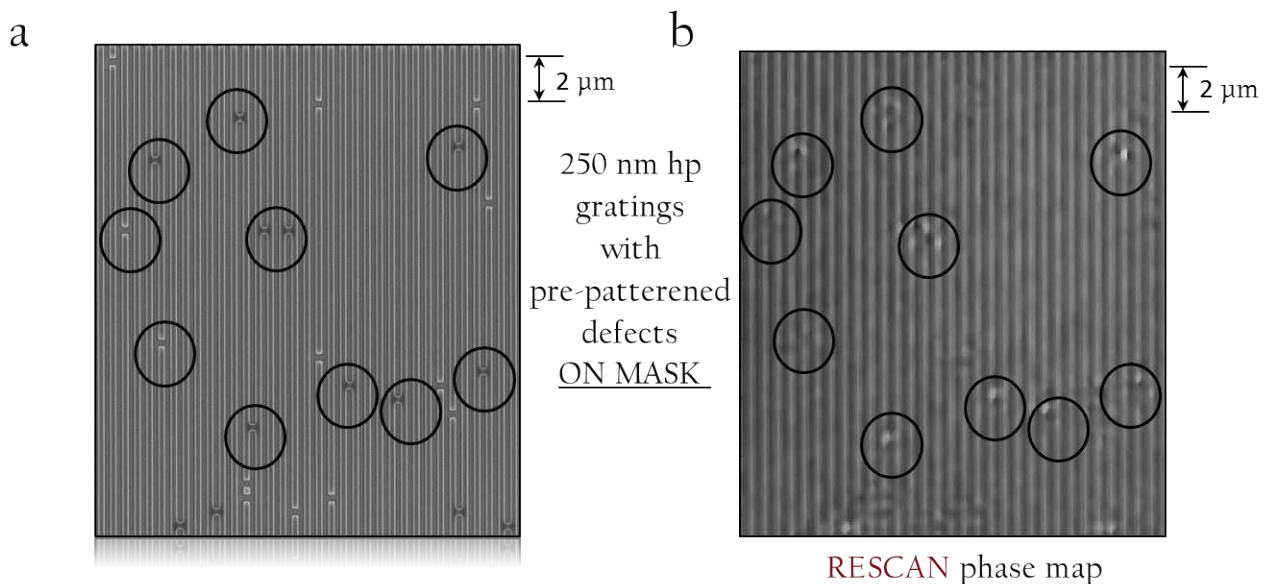 a
2 µm
250 nm hp
gratings
with
pre-patterened
defects
ON MASK
b
2 µm
RESCAN phase map